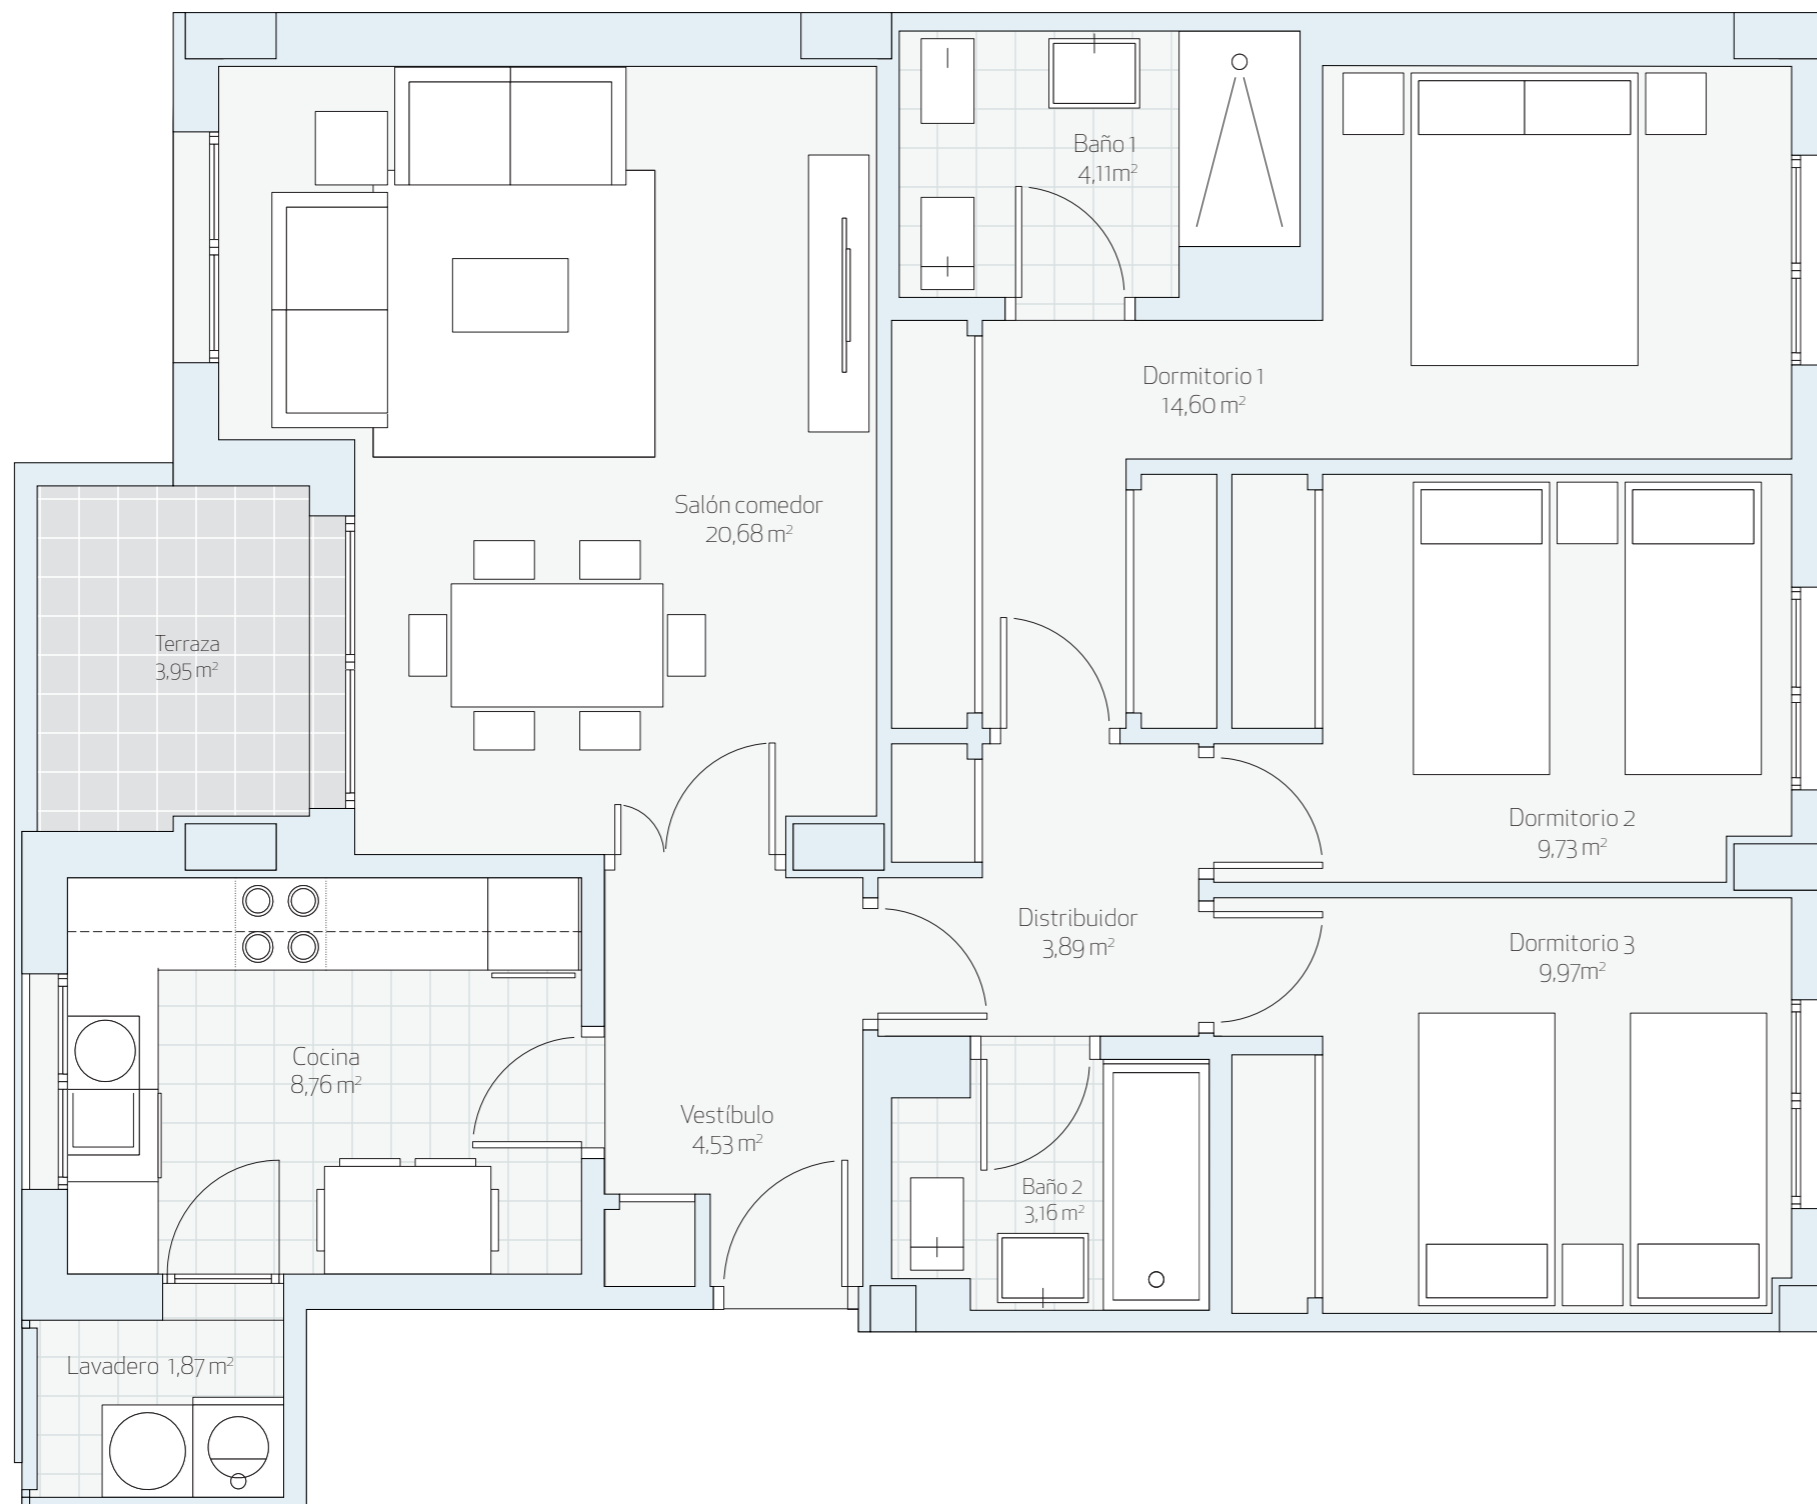 Baño 1
4,11m²
Dormitorio 1
14,60 m²
Salón comedor
20,68 m²
Terraza
3,95 m²
Dormitorio 2
9,73 m²
Distribuidor
3,89 m²
Dormitorio 3
9,97m²
Cocina
8,76 m²
Vestíbulo
4,53 m²
Baño 2
3,16 m²
Lavadero 1,87 m²